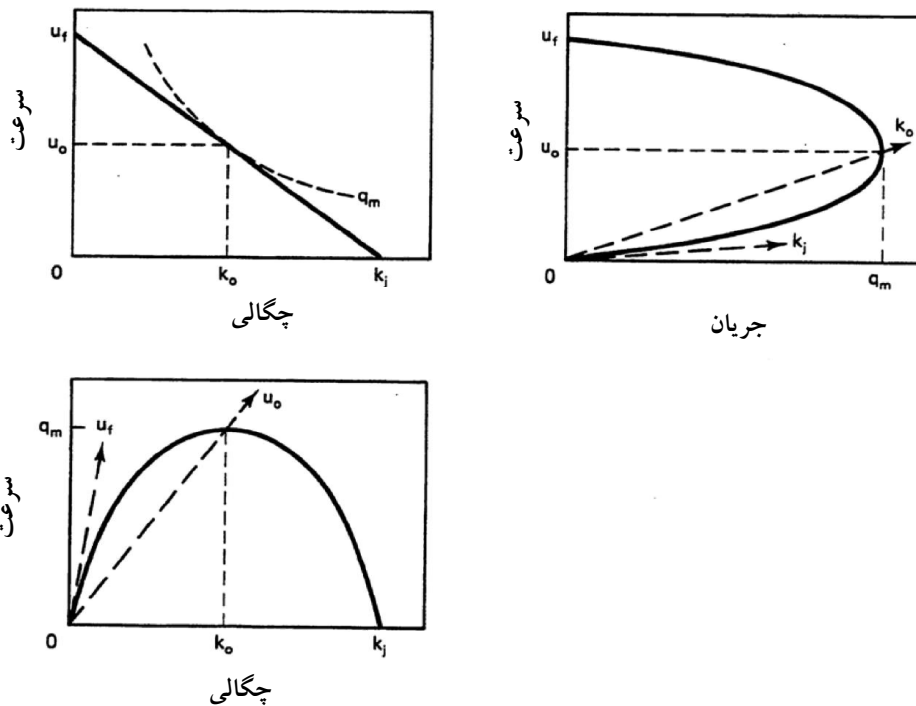 u_f
سرعت
u_o
q_m
0
k_o
k_j
چگالی
u_f
سرعت
u_o
k_o
k_j
0
q_m
جریان
u_o
q_m
u_f
سرعت
0
k_o
k_j
چگالی